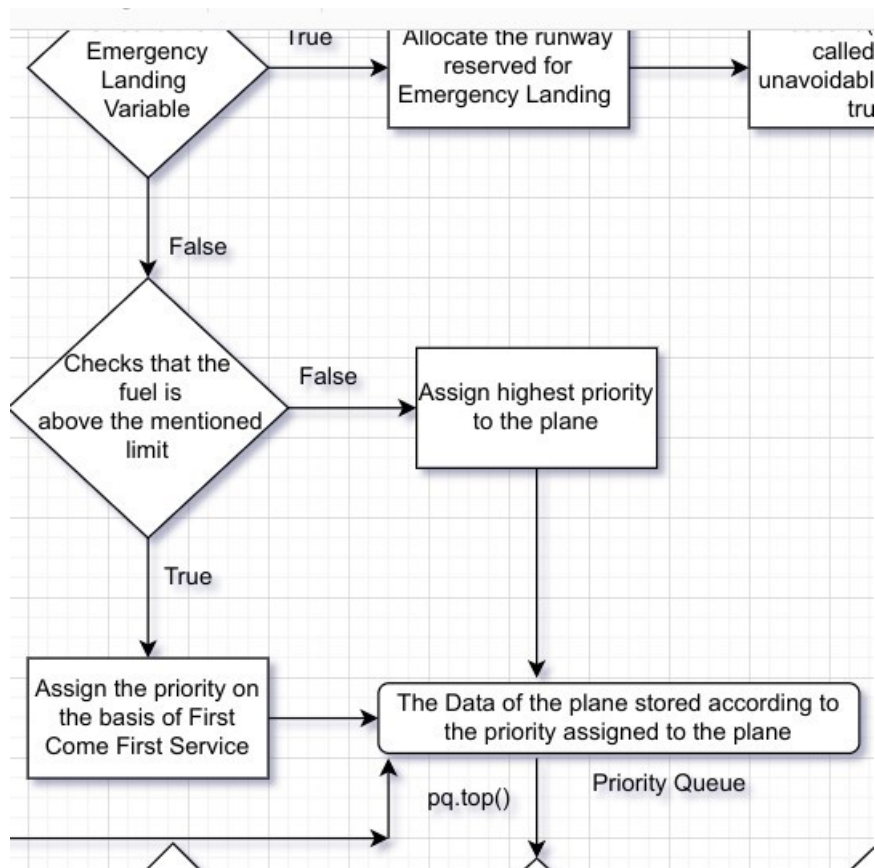 True
Emergency
Landing
Variable
Allocate the runway
reserved for
Emergency Landing
called
unavoidabl
tru
False
Checks that the
fuel is
above the mentioned
limit
False
Assign highest priority
to the plane
True
Assign the priority on
the basis of First
Come First Service
The Data of the plane stored according to
the priority assigned to the plane
pq.top()
Priority Queue